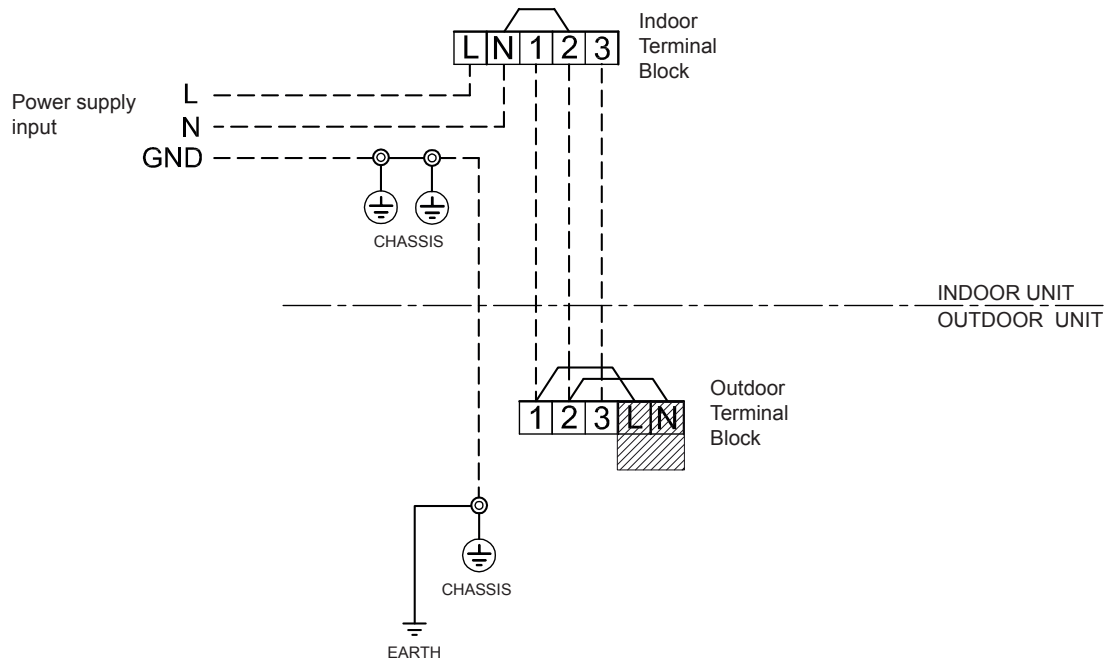 Indoor
Terminal
Block
L N 1 2 3
Power supply
input
L
N
GND
CHASSIS
INDOOR UNIT
OUTDOOR UNIT
Outdoor
Terminal
Block
1 2 3 L N
CHASSIS
EARTH